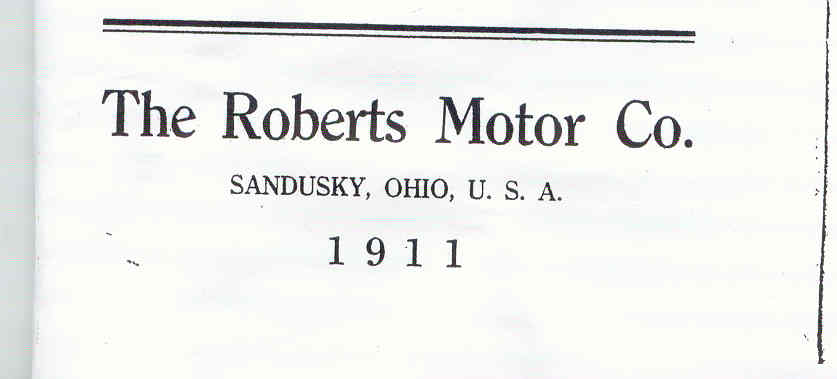 The Roberts Motor Co.
SANDUSKY, OHIO, U. S. A.
1911